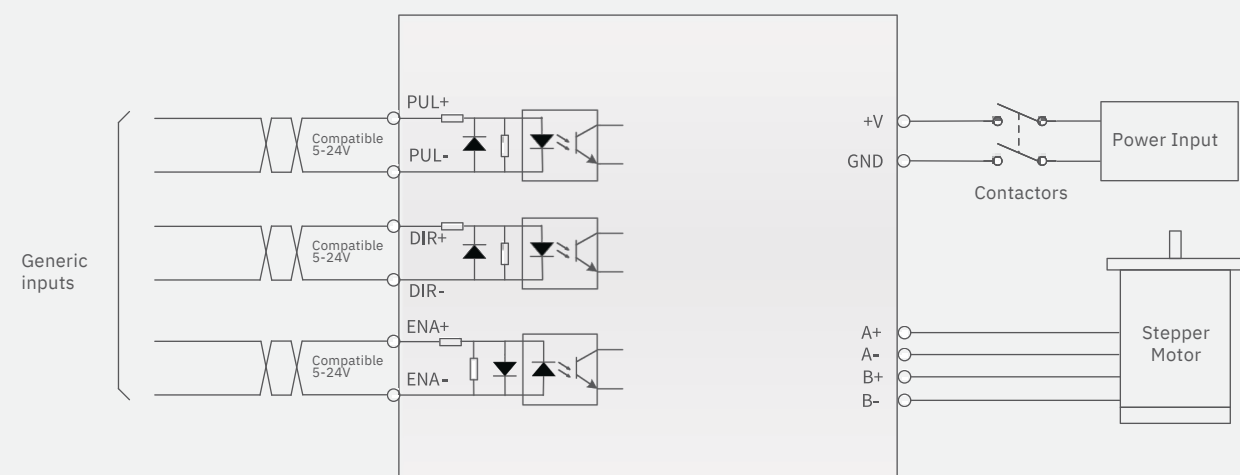 PUL+
Compatible
5-24V
PUL-
DIR+
Compatible
5-24V
DIR-
Generic
inputs
ENA+
Compatible
5-24V
ENA-
+V
GND
Power Input
Contactors
A+
A-
B+
B-
Stepper
Motor